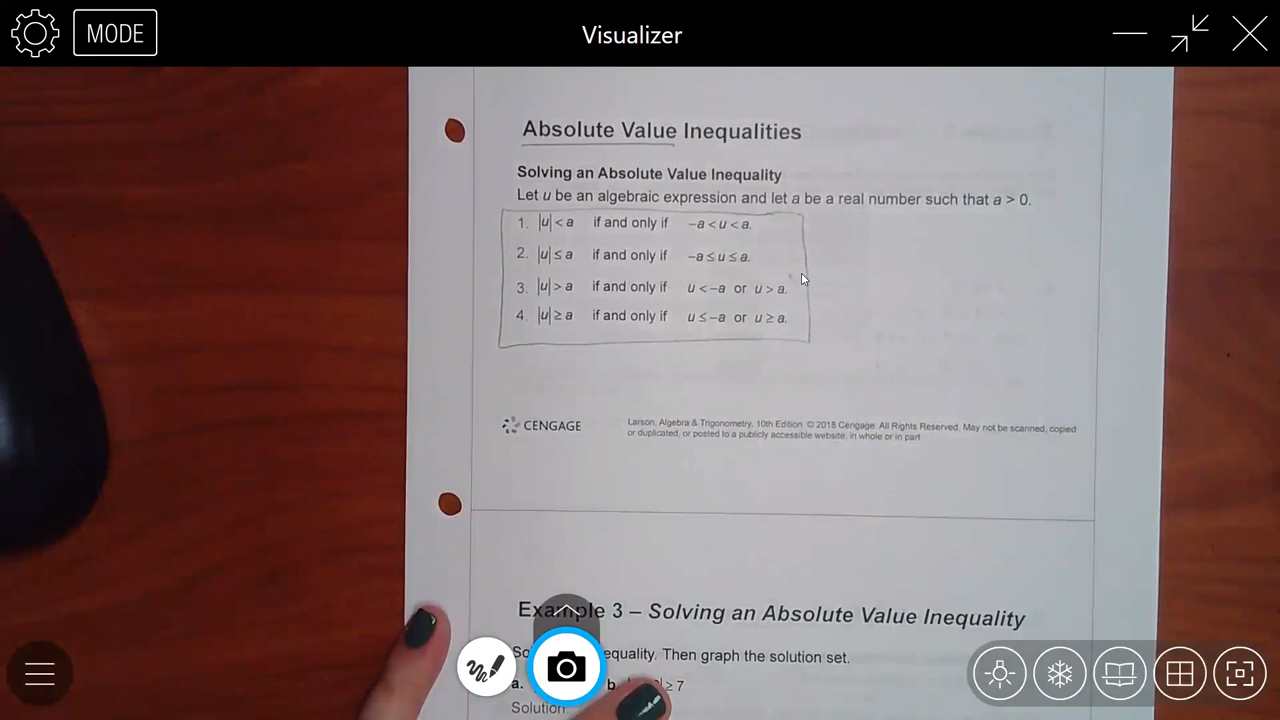 MODE
Visualizer
Absolute Value Inequalities
Solving an Absolute Value Inequality
Let u be an algebraic expression and let a be a real number such that a > 0.
1. |u| < a if and only if −a < u < a.
2. |u| ≤ a if and only if −a ≤ u ≤ a.
3. |u| > a if and only if u < −a or u > a.
4. |u| ≥ a if and only if u ≤ −a or u ≥ a.
CENGAGE
Larson, Algebra & Trigonometry, 10th Edition. © 2018 Cengage. All Rights Reserved. May not be scanned, copied
or duplicated, or posted to a publicly accessible website, in whole or in part
Example 3 – Solving an Absolute Value Inequality
equality. Then graph the solution set.
a. b. ≥ 7
Solution